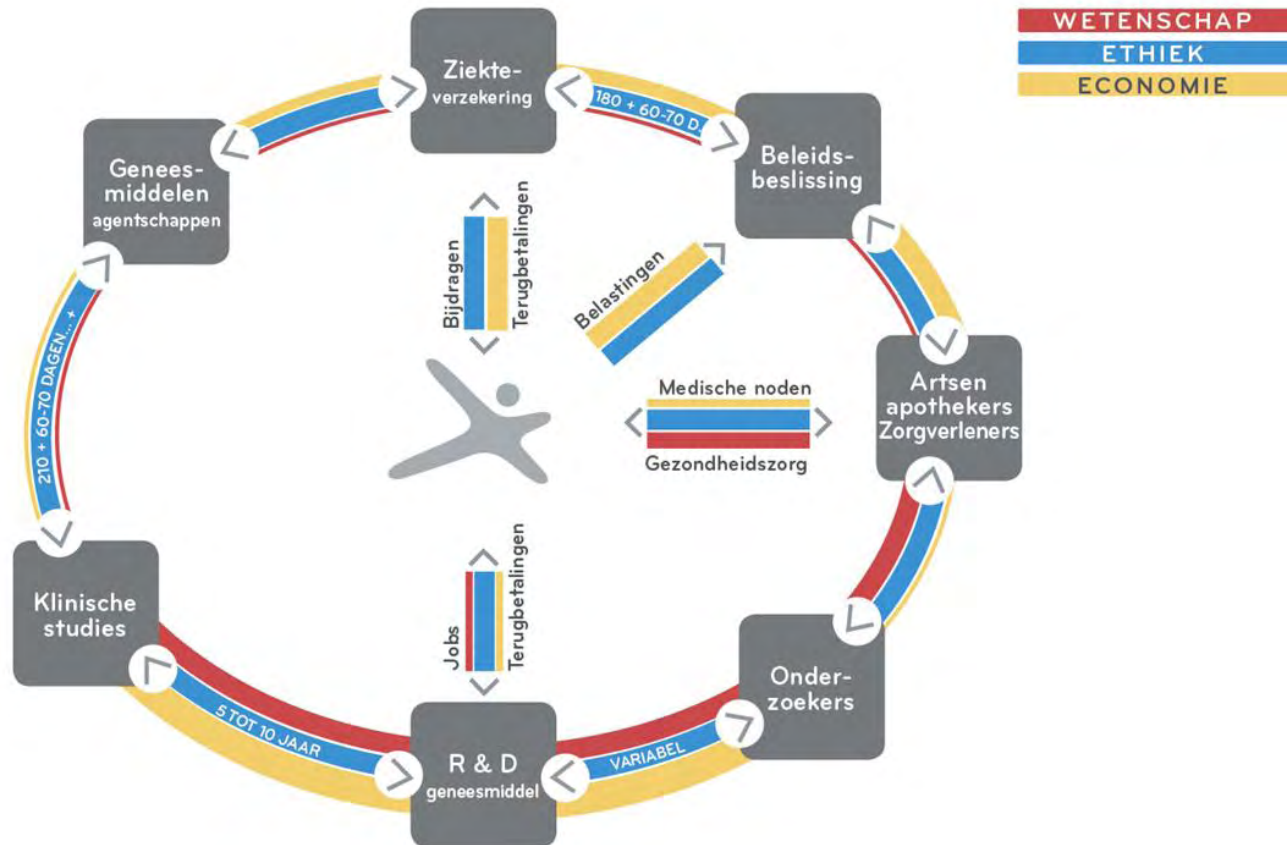 WETENSCHAP
ETHIEK
ECONOMIE
Ziekte-
verzekering
180 + 60-70 D.
Beleids-
beslissing
Genees-
middelen
agentschappen
Bijdragen
Terugbetalingen
Belastingen
Artsen
apothekers
Zorgverleners
Medische noden
Gezondheidszorg
210 + 60-70 DAGEN... +
Klinische
studies
Jobs
Terugbetalingen
Onder-
zoekers
5 TOT 10 JAAR
R & D
geneesmiddel
VARIABEL